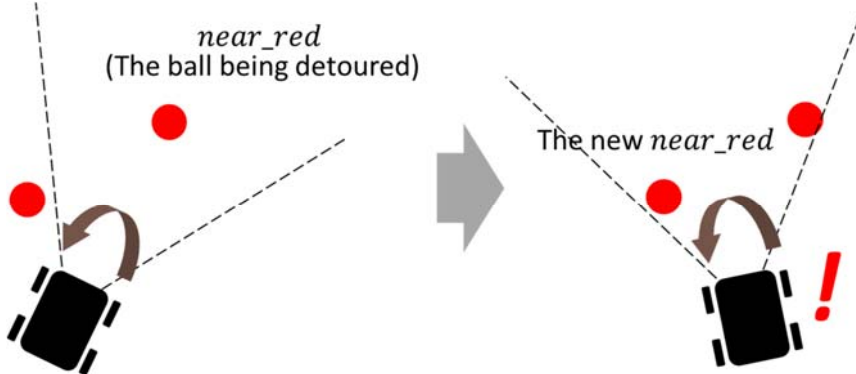 near_red
(The ball being detoured)
The new near_red
!